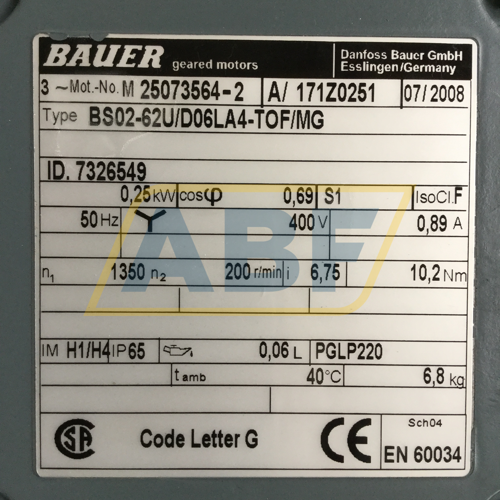 BAUER geared motors Danfoss Bauer GmbH
Esslingen/Germany
3 ~ Mot.-No. M 25073564-2 A/ 171Z0251 07/2008
Type BS02-62U/D06LA4-TOF/MG
ID. 7326549
0,25 kW cosφ 0,69 S1 IsoCl. F
50 Hz 400 V 0,89 A
n1 1350 n2 200 r/min i 6,75 10,2 Nm
IM H1/H4 IP 65 0,06 L PGLP220
tamb 40°C 6,8 kg
SA Code Letter G CE Sch04
EN 60034
ABF